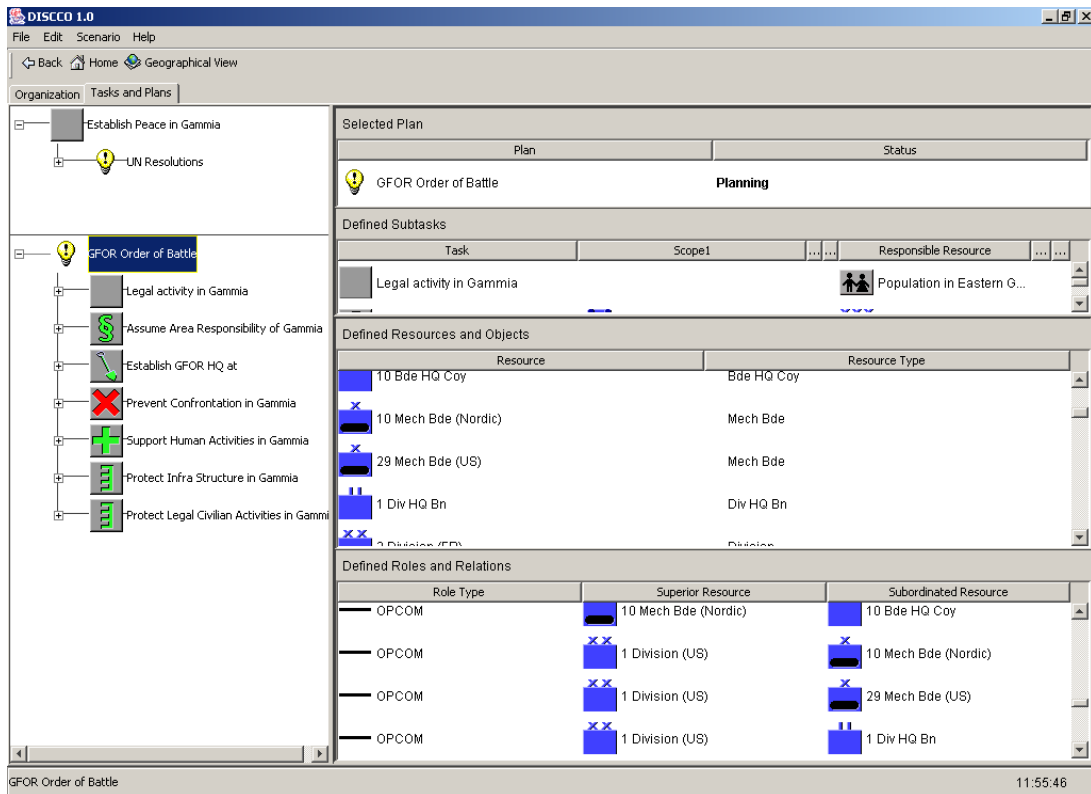 DISCCO 1.0
File Edit Scenario Help
Back Home Geographical View
Organization Tasks and Plans
Establish Peace in Gammia
UN Resolutions
GFOR Order of Battle
Legal activity in Gammia
Assume Area Responsibility of Gammia
Establish GFOR HQ at
Prevent Confrontation in Gammia
Support Human Activities in Gammia
Protect Infra Structure in Gammia
Protect Legal Civilian Activities in Gammi
Selected Plan
Plan Status
GFOR Order of Battle Planning
Defined Subtasks
Task Scope1 ... ... Responsible Resource ... ...
Legal activity in Gammia Population in Eastern G...
Defined Resources and Objects
Resource Resource Type
10 Bde HQ Coy Bde HQ Coy
10 Mech Bde (Nordic) Mech Bde
29 Mech Bde (US) Mech Bde
1 Div HQ Bn Div HQ Bn
Division
Defined Roles and Relations
Role Type Superior Resource Subordinated Resource
OPCOM 10 Mech Bde (Nordic) 10 Bde HQ Coy
OPCOM 1 Division (US) 10 Mech Bde (Nordic)
OPCOM 1 Division (US) 29 Mech Bde (US)
OPCOM 1 Division (US) 1 Div HQ Bn
GFOR Order of Battle 11:55:46